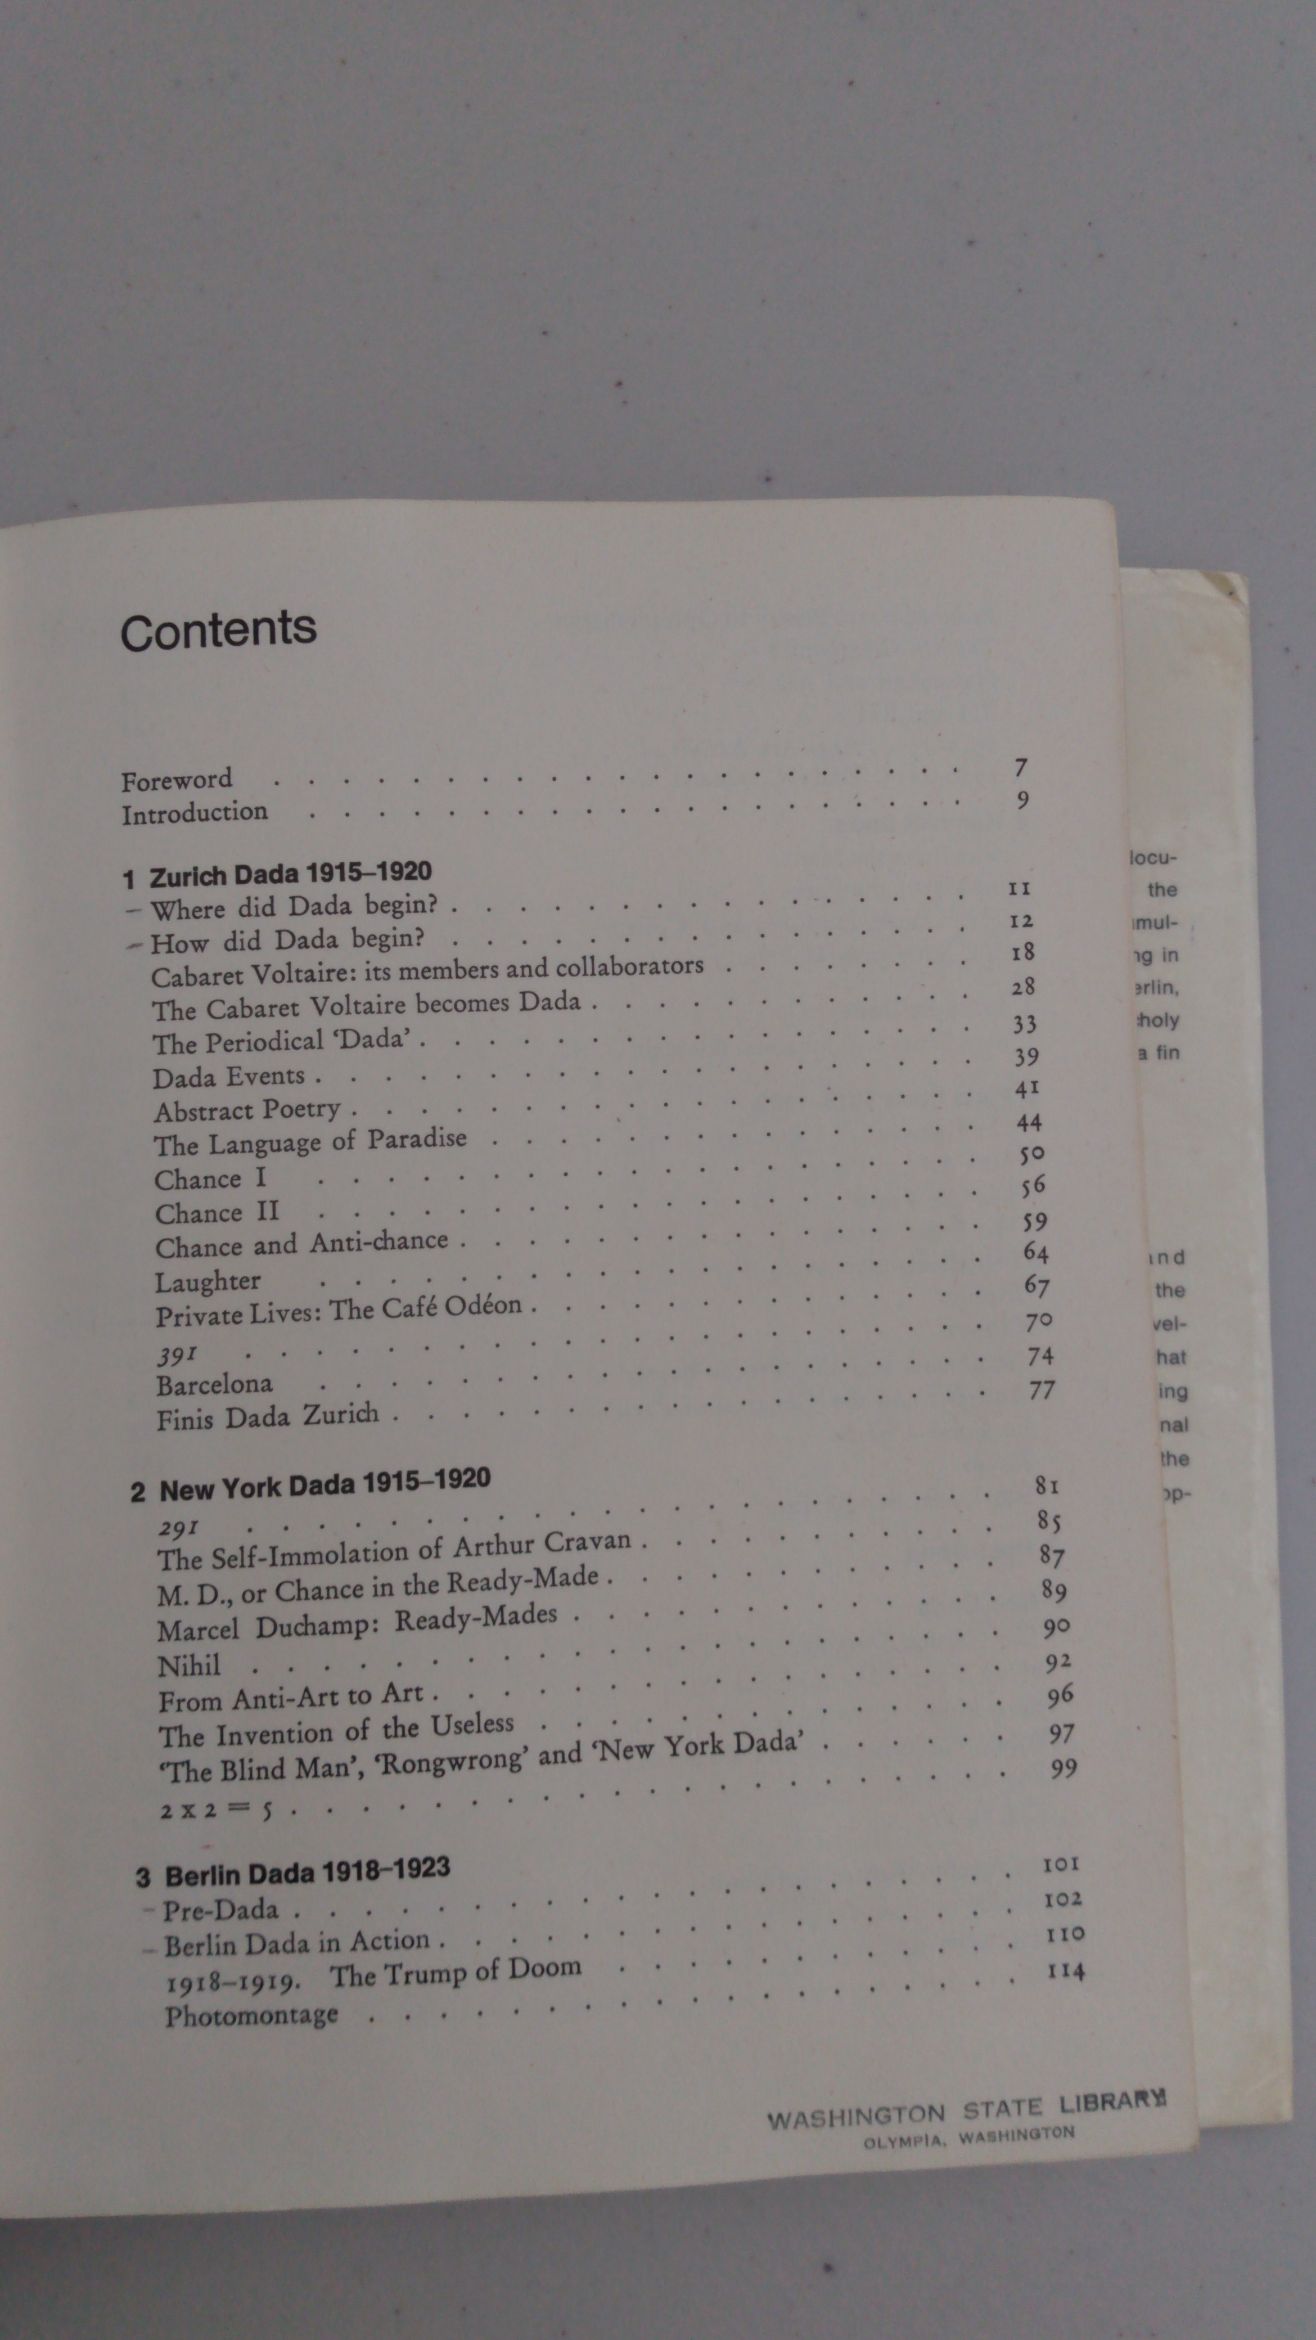 Contents
Foreword . . . . . . . . . . . . . . . . . . . . 7
Introduction . . . . . . . . . . . . . . . . . . . 9
1 Zurich Dada 1915–1920
– Where did Dada begin? . . . . . . . . . . . . . . . 11
– How did Dada begin? . . . . . . . . . . . . . . . 12
Cabaret Voltaire: its members and collaborators . . . . . . . . 18
The Cabaret Voltaire becomes Dada . . . . . . . . . . . 28
The Periodical ‘Dada’ . . . . . . . . . . . . . . . . 33
Dada Events . . . . . . . . . . . . . . . . . . . 39
Abstract Poetry . . . . . . . . . . . . . . . . . . 41
The Language of Paradise . . . . . . . . . . . . . . 44
Chance I . . . . . . . . . . . . . . . . . . . 50
Chance II . . . . . . . . . . . . . . . . . . . 56
Chance and Anti-chance . . . . . . . . . . . . . . . 59
Laughter . . . . . . . . . . . . . . . . . . . 64
Private Lives: The Café Odéon . . . . . . . . . . . . . 67
391 . . . . . . . . . . . . . . . . . . . . . 70
Barcelona . . . . . . . . . . . . . . . . . . . 74
Finis Dada Zurich . . . . . . . . . . . . . . . . . 77
2 New York Dada 1915–1920
291 . . . . . . . . . . . . . . . . . . . . . 81
The Self-Immolation of Arthur Cravan . . . . . . . . . . 85
M. D., or Chance in the Ready-Made . . . . . . . . . . . 87
Marcel Duchamp: Ready-Mades . . . . . . . . . . . . 89
Nihil . . . . . . . . . . . . . . . . . . . . . 90
From Anti-Art to Art . . . . . . . . . . . . . . . . 92
The Invention of the Useless . . . . . . . . . . . . . 96
‘The Blind Man’, ‘Rongwrong’ and ‘New York Dada’ . . . . . . 97
2 x 2 = 5 . . . . . . . . . . . . . . . . . . . . 99
3 Berlin Dada 1918–1923
– Pre-Dada . . . . . . . . . . . . . . . . . . . . 101
– Berlin Dada in Action . . . . . . . . . . . . . . . . 102
1918–1919. The Trump of Doom . . . . . . . . . . . . 110
Photomontage . . . . . . . . . . . . . . . . . . 114
WASHINGTON STATE LIBRARY
OLYMPIA, WASHINGTON
locu-
the
mul-
ng in
erlin,
holy
a fin
nd
the
vel-
hat
ing
nal
the
op-